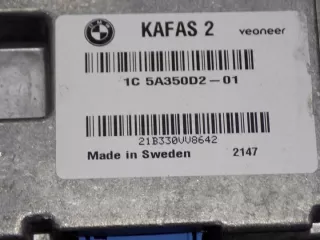 KAFAS 2 veoneer
1C 5A350D2-01
21B330VV8642
Made in Sweden 2147